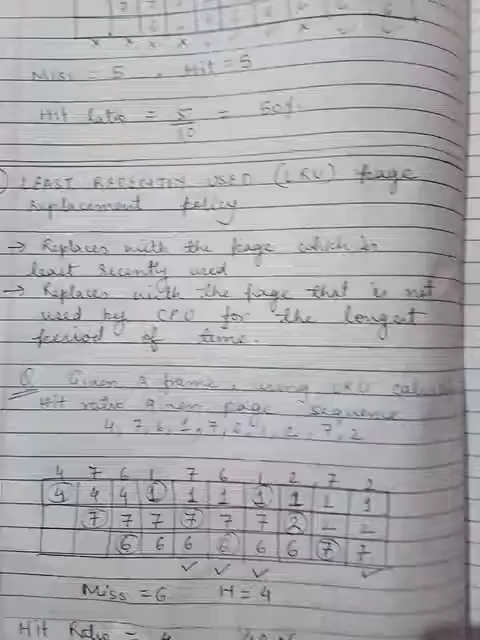 7 7
Miss = 5 , Hit = 5
Hit Ratio = 5/10 = 50%
LEAST RECENTLY USED (LRU) page
replacement policy
→ Replaces with the page which is
least recently used
→ Replaces with the page that is not
used by CPU for the longest
period of time.
Q Given 3 frame, using LRU
Hit ratio given page sequence
4, 7, 6, 1, 7, 6, 1, 2, 7, 2
4 7 6 1 7 6 1 2 7 2
4 4 4 1 1 1 1 1 1 1
7 7 7 7 7 7 2 2 2
6 6 6 6 6 6 7 7
✓ ✓ ✓ ✓
Miss = 6 H = 4
Hit Ratio =